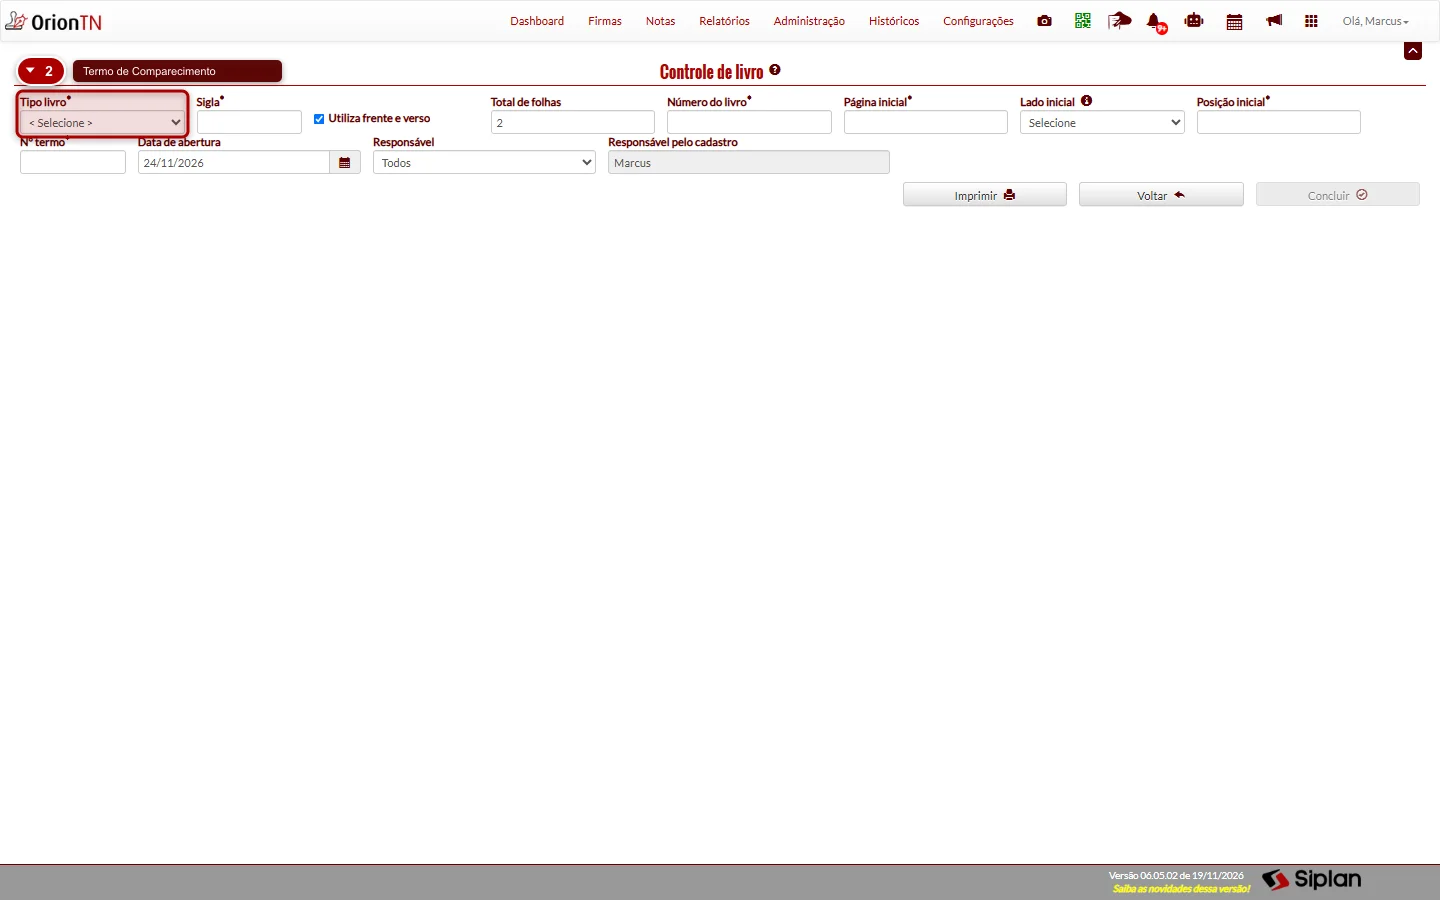 OrionTN
Dashboard Firmas Notas Relatórios Administração Históricos Configurações 9+ Olá, Marcus
2 Termo de Comparecimento
Controle de livro
Tipo livro* Sigla* Total de folhas Número do livro* Página inicial* Lado inicial Posição inicial*
< Selecione > Utiliza frente e verso 2 Selecione
Nº termo* Data de abertura Responsável Responsável pelo cadastro
24/11/2026 Todos Marcus
Imprimir Voltar Concluir
Versão 06.05.02 de 19/11/2026
Saiba as novidades dessa versão!
Siplan